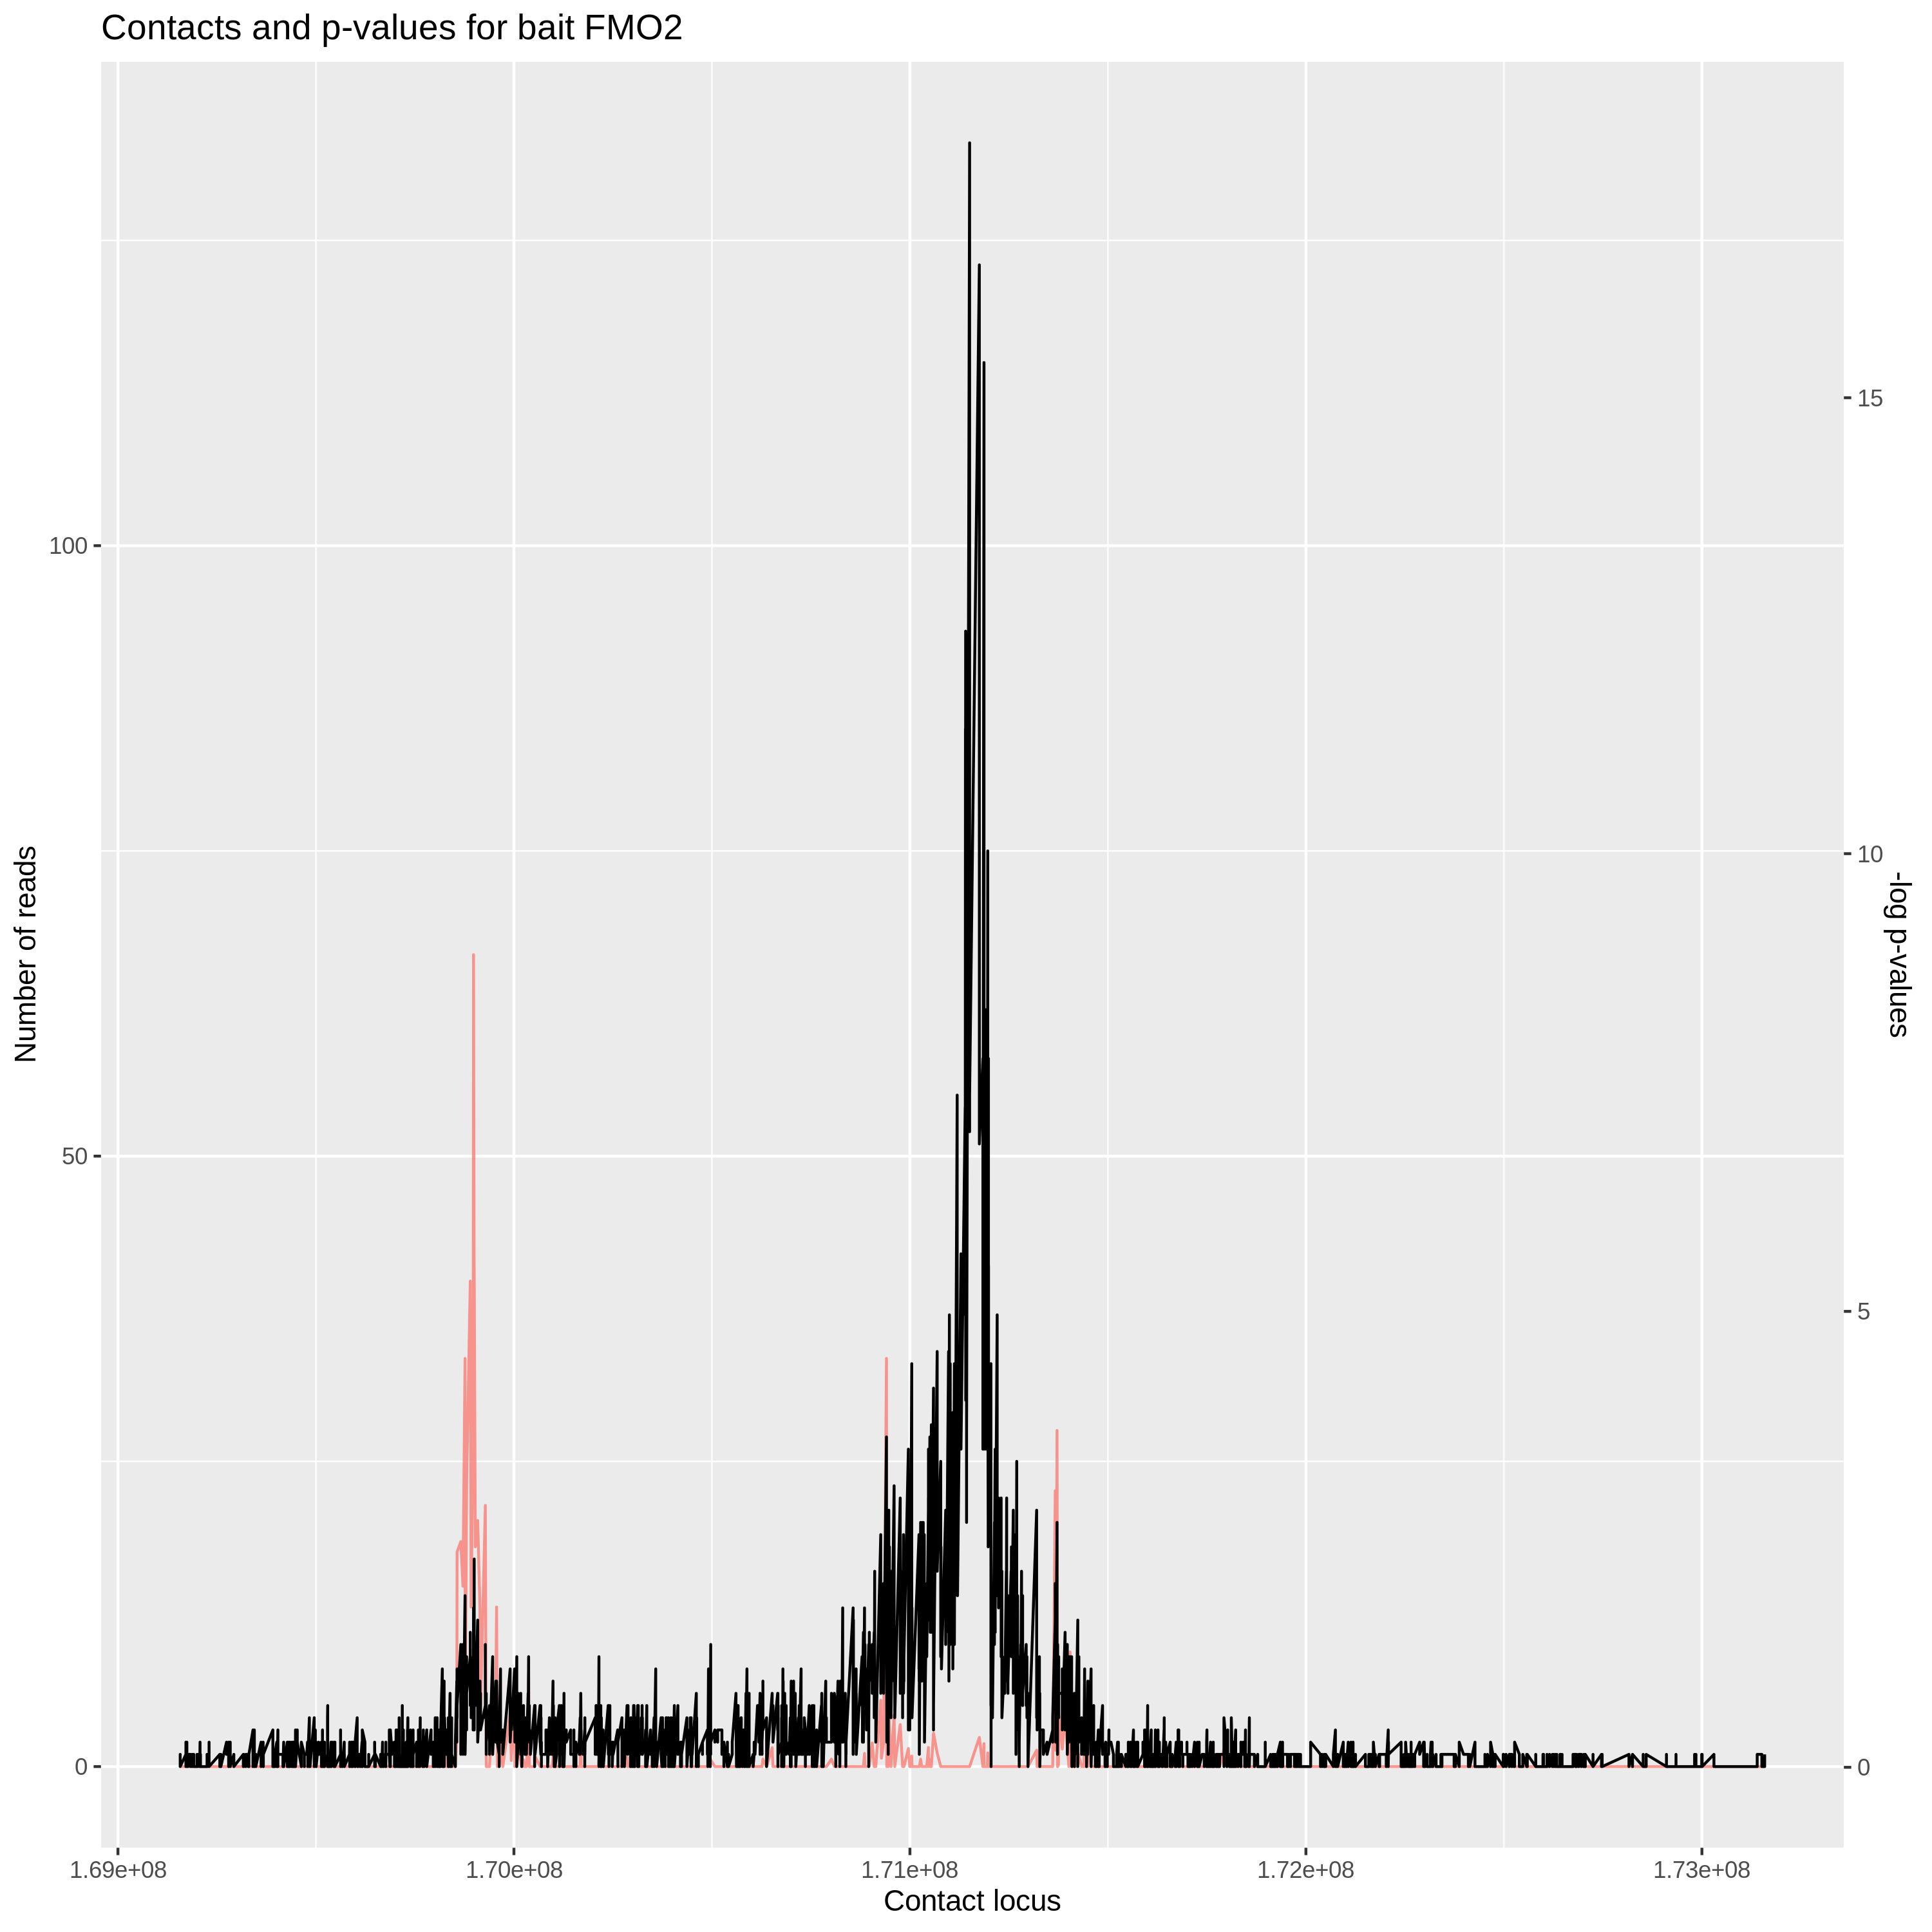 Contacts and p-values for bait FMO2
Number of reads
100
50
0
15
10
5
0
-log p-values
1.69e+08 1.70e+08 1.71e+08 1.72e+08 1.73e+08
Contact locus